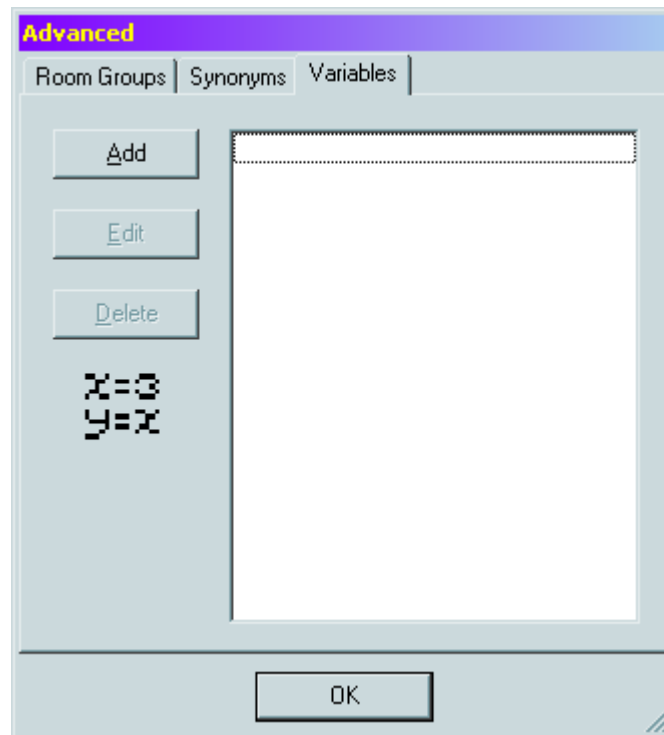 Advanced
Room Groups Synonyms Variables
Add
Edit
Delete
x=3
y=x
OK